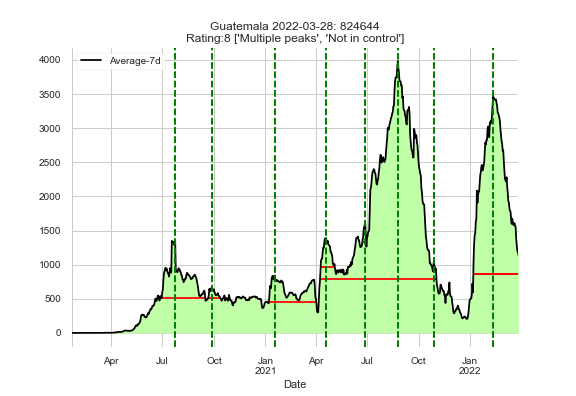 Guatemala 2022-03-28: 824644
Rating:8 ['Multiple peaks', 'Not in control']
Average-7d
4000
3500
3000
2500
2000
1500
1000
500
0
Apr
Jul
Oct
Jan
2021
Apr
Jul
Oct
Jan
2022
Date